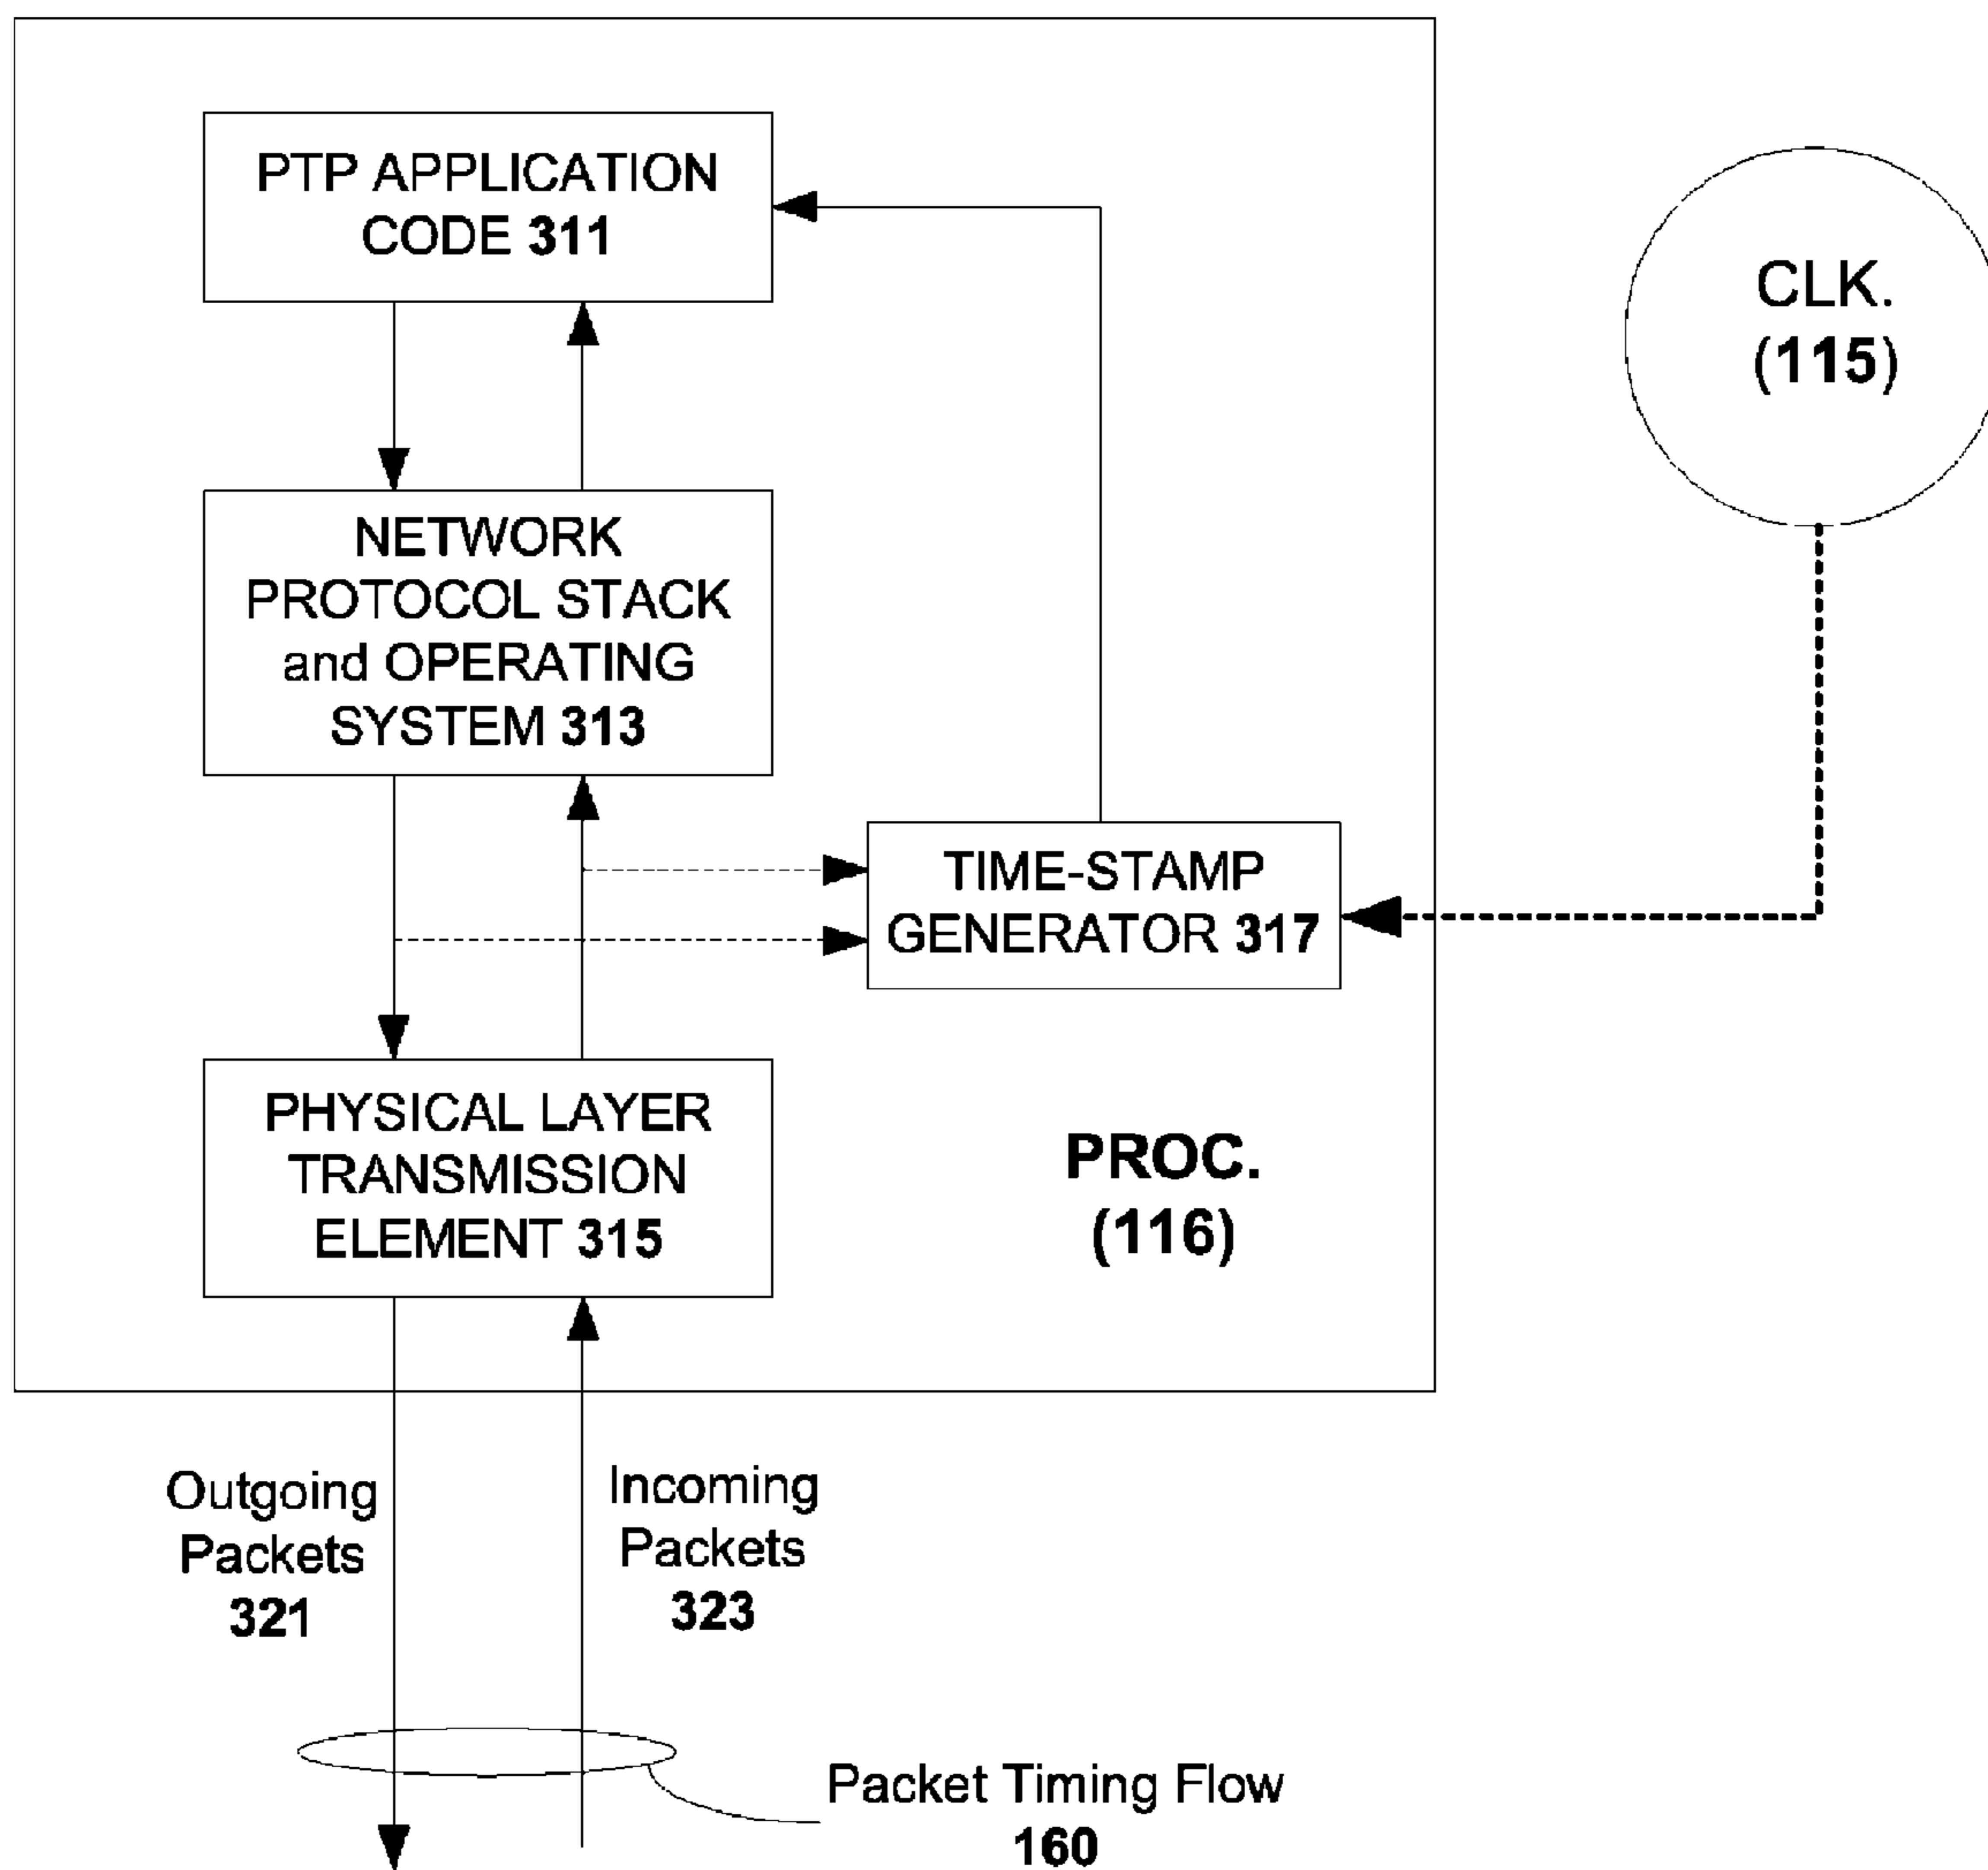 PTP APPLICATION
CODE 311
CLK.
(115)
NETWORK
PROTOCOL STACK
and OPERATING
SYSTEM 313
TIME-STAMP
GENERATOR 317
PHYSICAL LAYER
TRANSMISSION
ELEMENT 315
PROC.
(116)
Outgoing
Packets
321
Incoming
Packets
323
Packet Timing Flow
160